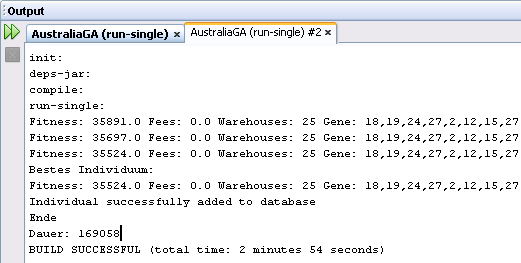 Output
AustraliaGA (run-single) × AustraliaGA (run-single) #2 ×
init:
deps-jar:
compile:
run-single:
Fitness: 35891.0 Fees: 0.0 Warehouses: 25 Gene: 18,19,24,27,2,12,15,27
Fitness: 35697.0 Fees: 0.0 Warehouses: 25 Gene: 18,19,24,27,2,12,15,27
Fitness: 35524.0 Fees: 0.0 Warehouses: 25 Gene: 18,19,24,27,2,12,15,27
Bestes Individuum:
Fitness: 35524.0 Fees: 0.0 Warehouses: 25 Gene: 18,19,24,27,2,12,15,27
Individual successfully added to database
Ende
Dauer: 169058
BUILD SUCCESSFUL (total time: 2 minutes 54 seconds)